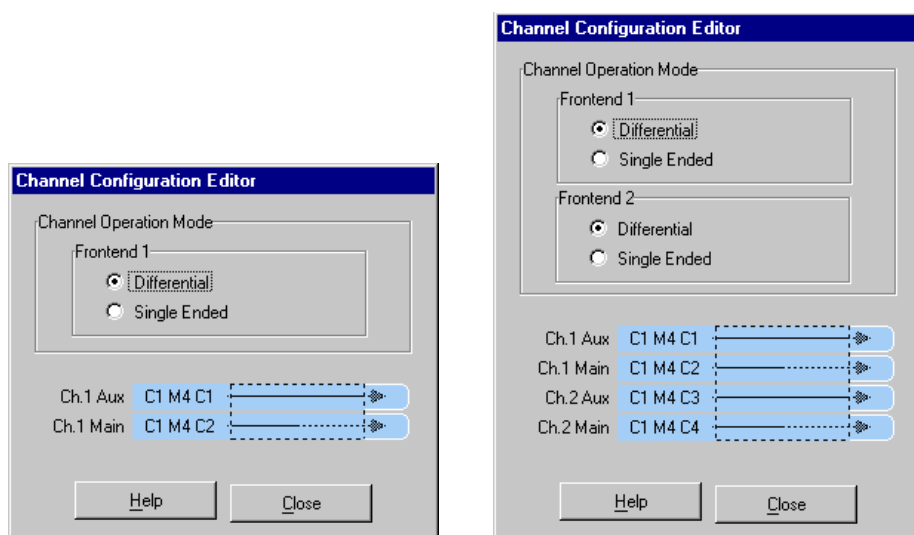 Channel Configuration Editor
Channel Operation Mode
Frontend 1
Differential
Single Ended
Ch.1 Aux C1 M4 C1
Ch.1 Main C1 M4 C2
Help Close
Channel Configuration Editor
Channel Operation Mode
Frontend 1
Differential
Single Ended
Frontend 2
Differential
Single Ended
Ch.1 Aux C1 M4 C1
Ch.1 Main C1 M4 C2
Ch.2 Aux C1 M4 C3
Ch.2 Main C1 M4 C4
Help Close